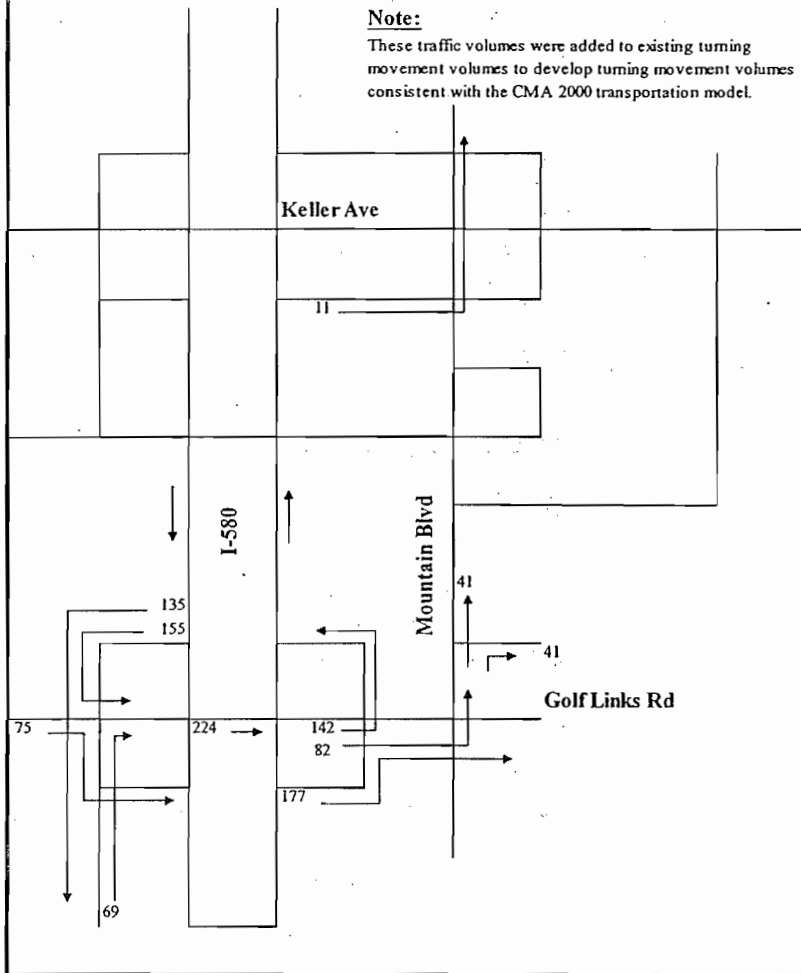 Note:
These traffic volumes were added to existing turning
movement volumes to develop turning movement volumes
consistent with the CMA 2000 transportation model.
Keller Ave
11
I-580
Mountain Blvd
41
135
155
41
Golf Links Rd
75
224
142
82
177
69